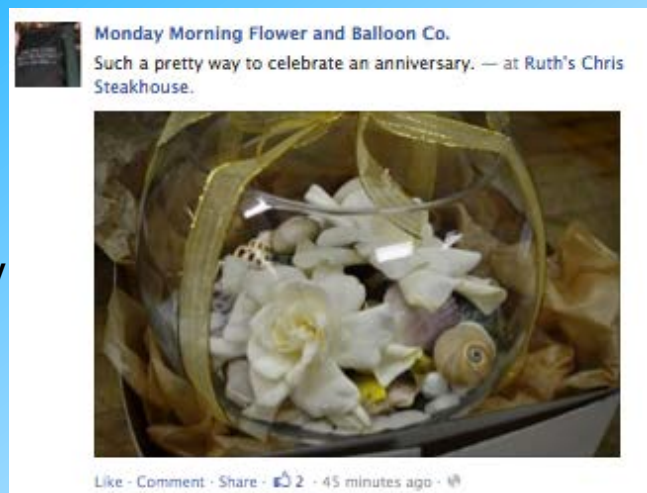 Monday Morning Flower and Balloon Co.
Such a pretty way to celebrate an anniversary. — at Ruth's Chris
Steakhouse.
y
Like · Comment · Share · 2 · 45 minutes ago ·